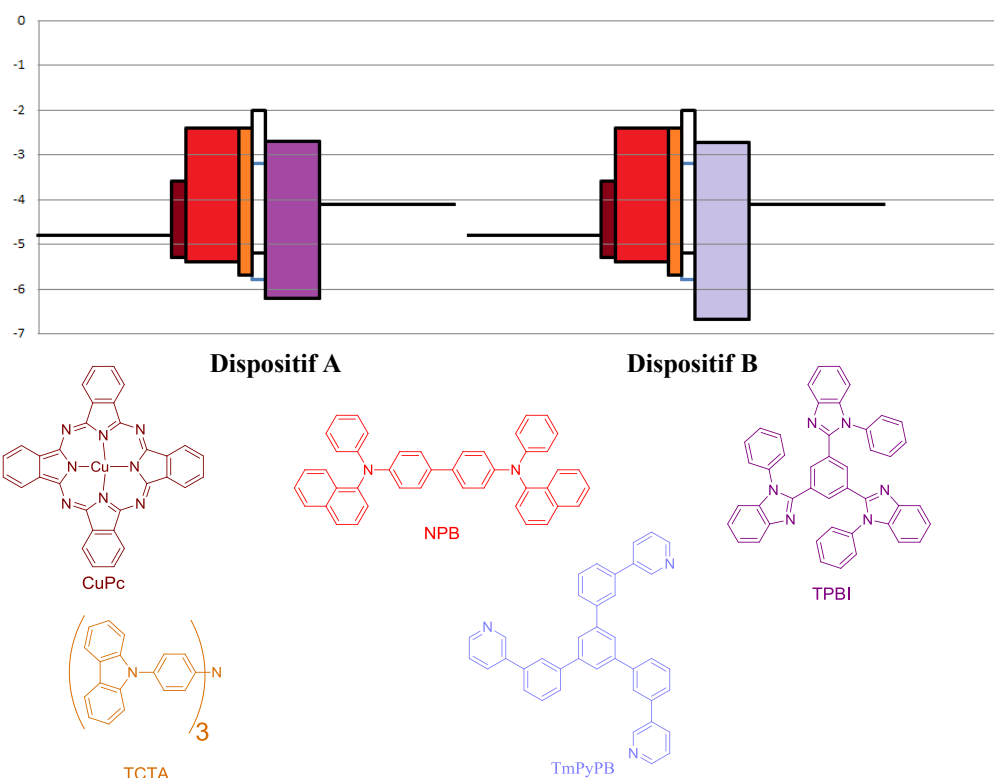 0
-1
-2
-3
-4
-5
-6
-7
Dispositif A
Dispositif B
N
N
N
N
N
N
N
N
Cu
CuPc
N
N
NPB
N
N
N
N
N
N
TPBI
N
N
3
TCTA
N
N
N
TmPyPB